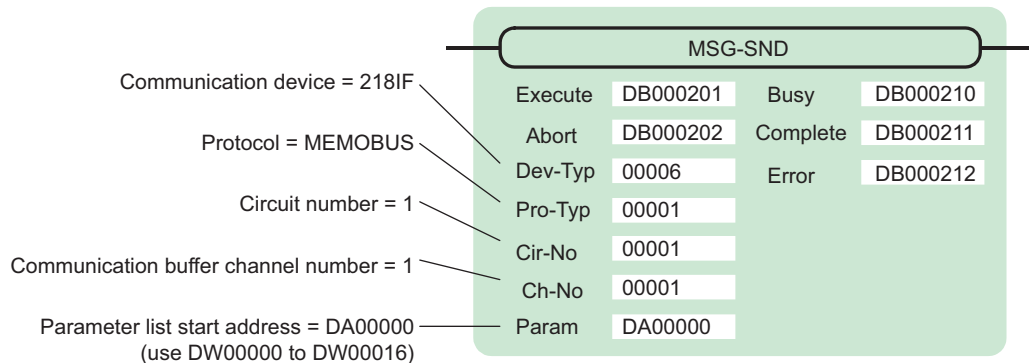 MSG-SND
Communication device = 218IF
Protocol = MEMOBUS
Circuit number = 1
Communication buffer channel number = 1
Parameter list start address = DA00000
(use DW00000 to DW00016)
Execute DB000201 Busy DB000210
Abort DB000202 Complete DB000211
Dev-Typ 00006 Error DB000212
Pro-Typ 00001
Cir-No 00001
Ch-No 00001
Param DA00000